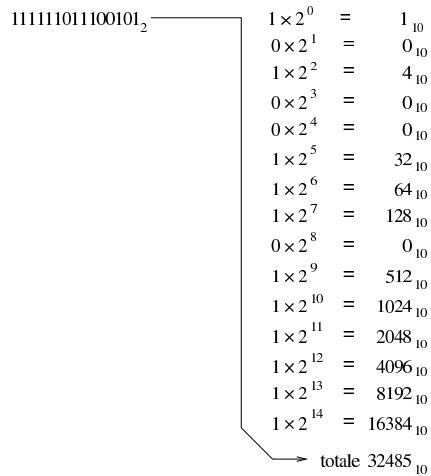 111111011100101₂ 1 × 2⁰ = 1₁₀
0 × 2¹ = 0₁₀
1 × 2² = 4₁₀
0 × 2³ = 0₁₀
0 × 2⁴ = 0₁₀
1 × 2⁵ = 32₁₀
1 × 2⁶ = 64₁₀
1 × 2⁷ = 128₁₀
0 × 2⁸ = 0₁₀
1 × 2⁹ = 512₁₀
1 × 2¹⁰ = 1024₁₀
1 × 2¹¹ = 2048₁₀
1 × 2¹² = 4096₁₀
1 × 2¹³ = 8192₁₀
1 × 2¹⁴ = 16384₁₀
totale 32485₁₀